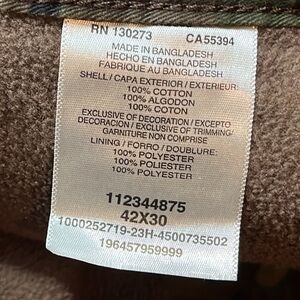 RN 130273 CA55394
MADE IN BANGLADESH
HECHO EN BANGLADESH
FABRIQUE AU BANGLADESH
SHELL / CAPA EXTERIOR / EXTERIEUR:
100% COTTON
100% ALGODON
100% COTON
EXCLUSIVE OF DECORATION / EXCEPTO
DECORACION / EXCLUSIVE OF TRIMMING/
GARNITURE NON COMPRISE
LINING / FORRO / DOUBLURE:
100% POLYESTER
100% POLIESTER
100% POLYESTER
112344875
42X30
1000252719-23H-4500735502
196457959999